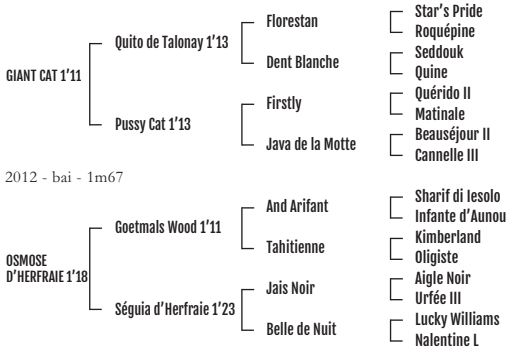 Star's Pride
Florestan
Roquépine
Quito de Talonay 1'13
Seddouk
Dent Blanche
Quine
GIANT CAT 1'11
Quérido II
Firstly
Matinale
Pussy Cat 1'13
Beauséjour II
Java de la Motte
Cannelle III
2012 - bai - 1m67
Sharif di Iesolo
And Arifant
Infante d'Aunou
Goetmals Wood 1'11
Kimberland
Tahitienne
Oligiste
OSMOSE
D'HERFRAIE 1'18
Aigle Noir
Jais Noir
Urfée III
Séguia d'Herfraie 1'23
Lucky Williams
Belle de Nuit
Nalentine L